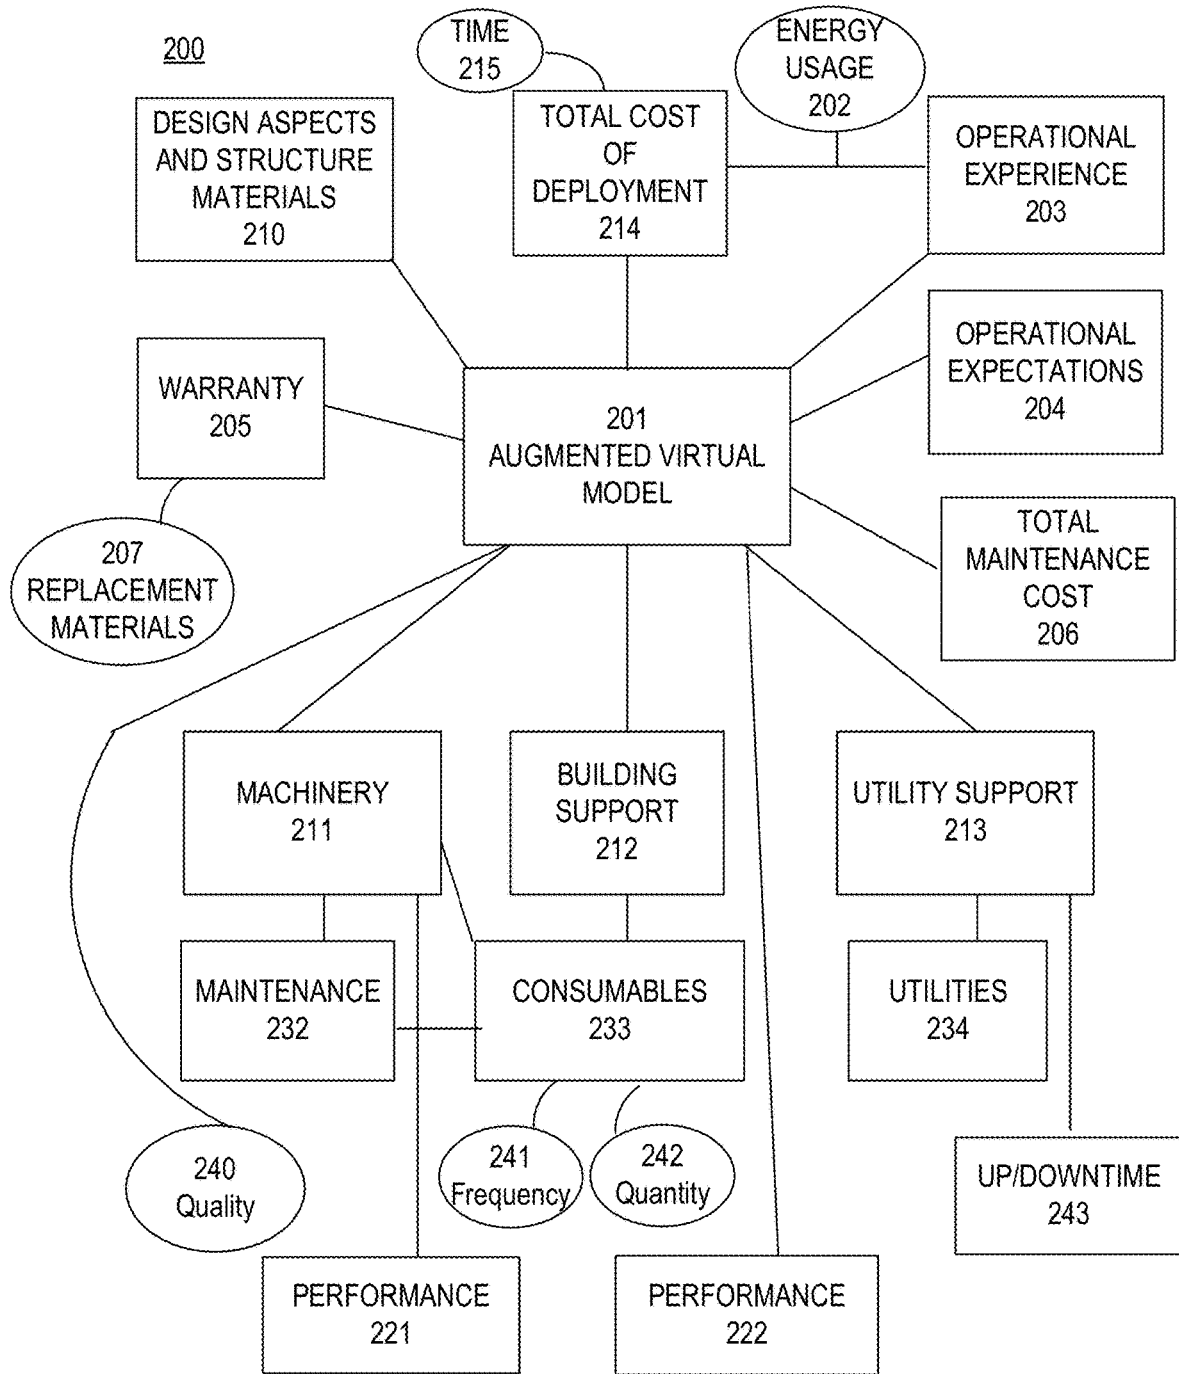 200
TIME
215
ENERGY
USAGE
202
DESIGN ASPECTS
AND STRUCTURE
MATERIALS
210
TOTAL COST
OF
DEPLOYMENT
214
OPERATIONAL
EXPERIENCE
203
OPERATIONAL
EXPECTATIONS
204
WARRANTY
205
201
AUGMENTED VIRTUAL
MODEL
TOTAL
MAINTENANCE
COST
206
207
REPLACEMENT
MATERIALS
MACHINERY
211
BUILDING
SUPPORT
212
UTILITY SUPPORT
213
MAINTENANCE
232
CONSUMABLES
233
UTILITIES
234
240
Quality
241
Frequency
242
Quantity
UP/DOWNTIME
243
PERFORMANCE
221
PERFORMANCE
222